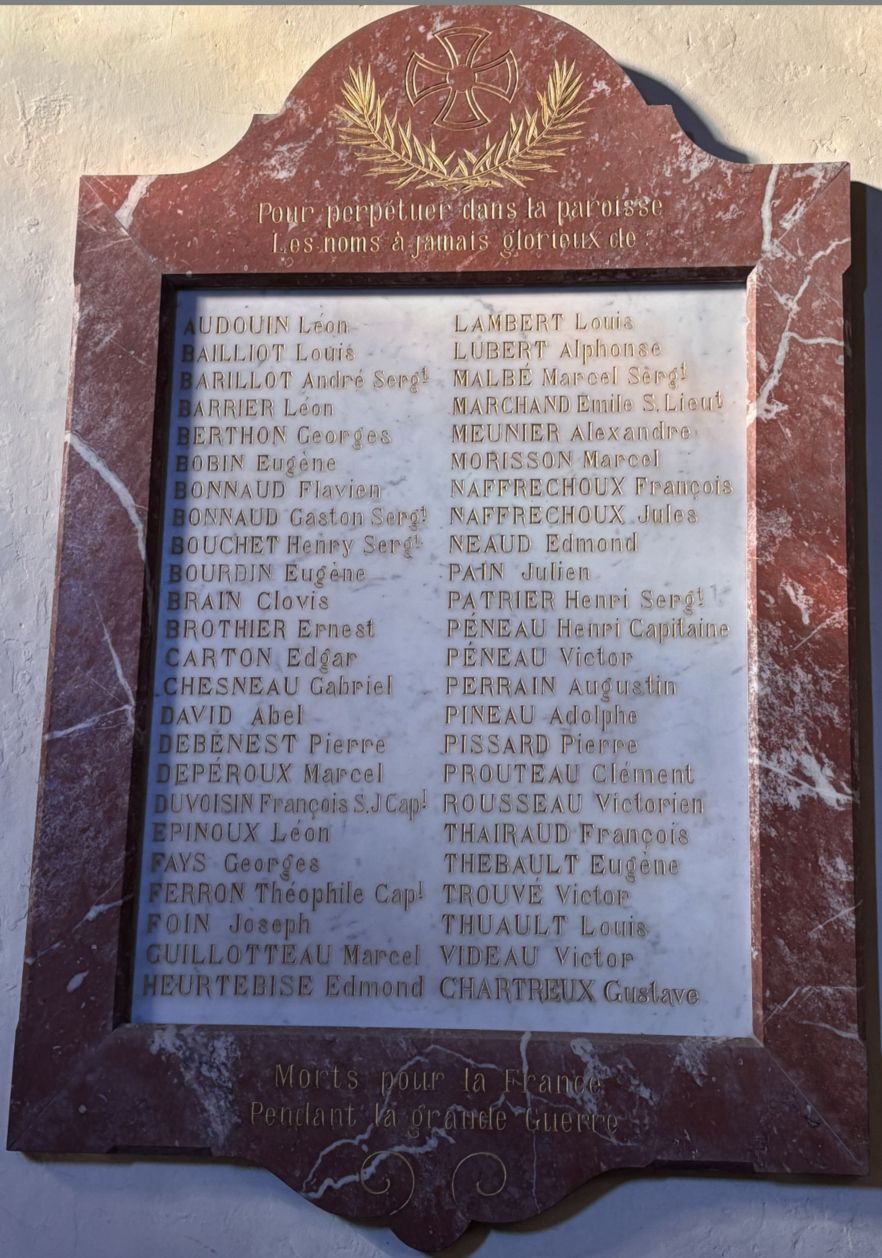 Pour perpétuer dans la paroisse
Les noms à jamais glorieux de :
AUDOUIN Léon
BAILLIOT Louis
BARILLOT André Sergt
BARRIER Léon
BERTHON Georges
BOBIN Eugène
BONNAUD Flavien
BONNAUD Gaston Sergt
BOUCHET Henry Sergt
BOURDIN Eugène
BRAIN Clovis
BROTHIER Ernest
CARTON Edgar
CHESNEAU Gabriel
DAVID Abel
DEBÈNEST Pierre
DEPÉROUX Marcel
DUVOISIN François S.J Capl
EPINOUX Léon
FAYS Georges
FERRON Théophile Capl
FOIN Joseph
GUILLOTTEAU Marcel
HEURTEBISE Edmond
LAMBERT Louis
LUBERT Alphonse
MALBÉ Marcel Sergt
MARCHAND Emile S.Lieut
MEUNIER Alexandre
MORISSON Marcel
NAFFRECHOUX François
NAFFRECHOUX Jules
NEAUD Edmond
PAIN Julien
PATRIER Henri Sergt
PÉNEAU Henri Capitaine
PÉNEAU Victor
PERRAIN Augustin
PINEAU Adolphe
PISSARD Pierre
PROUTEAU Clément
ROUSSEAU Victorien
THAIRAUD François
THEBAULT Eugène
TROUVÉ Victor
THUAULT Louis
VIDEAU Victor
CHARTREUX Gustave
Morts pour la France
Pendant la grande Guerre